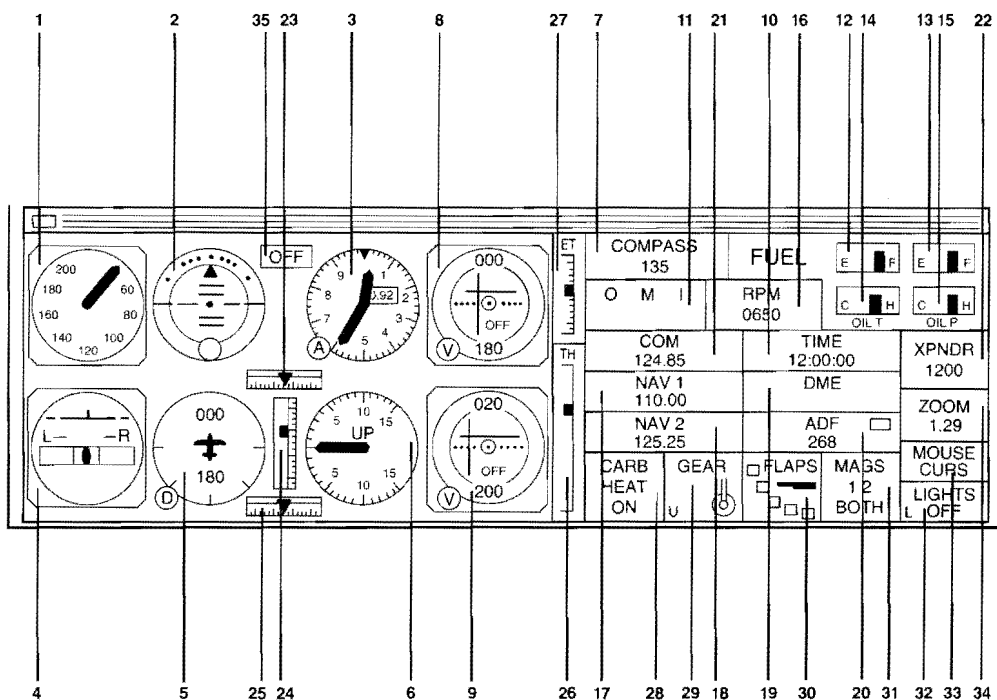 1 2 35 23 3 8 27 7 11 21 10 16 12 14 13 15 22
200 180 160 140 120 100 80 60
OFF
9 8 7 5 4 3 2 1
A
000
OFF
V 180
ET
COMPASS
135
FUEL
E F
E F
O M I
RPM
0650
C H
OIL T
C H
OIL P
COM
124.85
TIME
12:00:00
XPNDR
1200
TH
NAV 1
110.00
DME
ZOOM
1.29
NAV 2
125.25
ADF
268
MOUSE
CURS
L R
000
180
D
5 10 15
UP
5 10 15
020
OFF
V 200
CARB
HEAT
ON
GEAR
U
FLAPS
MAGS
1 2
BOTH
LIGHTS
L OFF
4 5 25 24 6 9 26 17 28 29 18 19 30 20 31 32 33 34